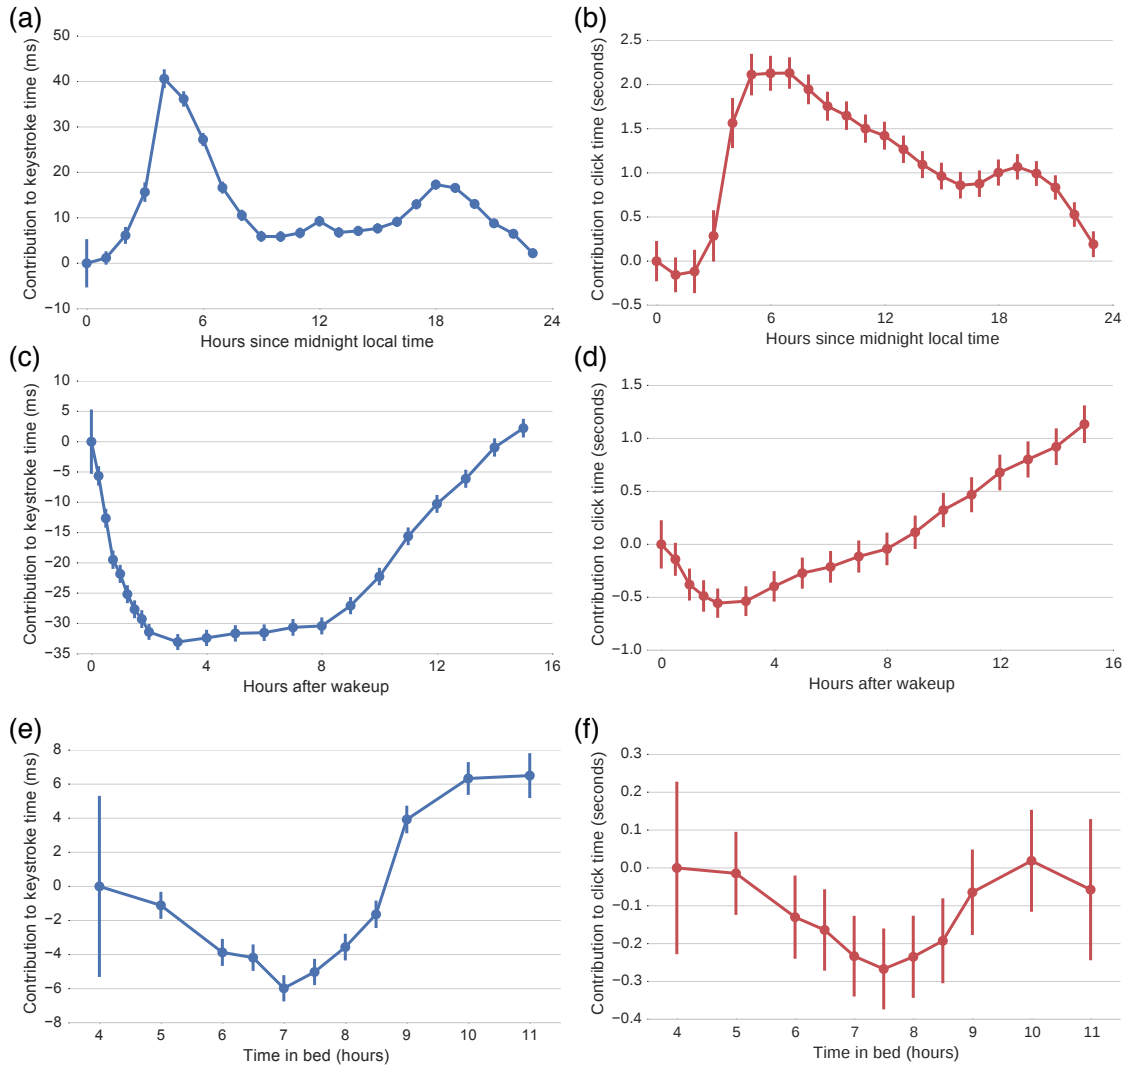 (a)
Contribution to keystroke time (ms)
50
40
30
20
10
0
−10
0 6 12 18 24
Hours since midnight local time
(b)
Contribution to click time (seconds)
2.5
2.0
1.5
1.0
0.5
0.0
−0.5
0 6 12 18 24
Hours since midnight local time
(c)
Contribution to keystroke time (ms)
10
5
0
−5
−10
−15
−20
−25
−30
−35
0 4 8 12 16
Hours after wakeup
(d)
Contribution to click time (seconds)
1.5
1.0
0.5
0.0
−0.5
−1.0
0 4 8 12 16
Hours after wakeup
(e)
Contribution to keystroke time (ms)
8
6
4
2
0
−2
−4
−6
−8
4 5 6 7 8 9 10 11
Time in bed (hours)
(f)
Contribution to click time (seconds)
0.3
0.2
0.1
0.0
−0.1
−0.2
−0.3
−0.4
4 5 6 7 8 9 10 11
Time in bed (hours)